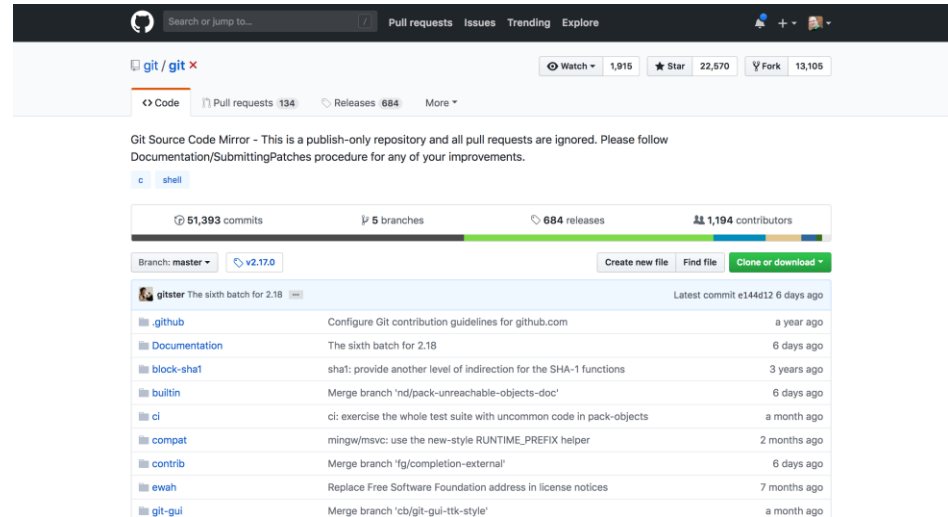 Search or jump to... / Pull requests Issues Trending Explore
git / git Watch 1,915 Star 22,570 Fork 13,105
Code Pull requests 134 Releases 684 More
Git Source Code Mirror - This is a publish-only repository and all pull requests are ignored. Please follow
Documentation/SubmittingPatches procedure for any of your improvements.
c shell
51,393 commits 5 branches 684 releases 1,194 contributors
Branch: master v2.17.0 Create new file Find file Clone or download
gitster The sixth batch for 2.18 Latest commit e144d12 6 days ago
.github Configure Git contribution guidelines for github.com a year ago
Documentation The sixth batch for 2.18 6 days ago
block-sha1 sha1: provide another level of indirection for the SHA-1 functions 3 years ago
builtin Merge branch 'nd/pack-unreachable-objects-doc' 6 days ago
ci ci: exercise the whole test suite with uncommon code in pack-objects a month ago
compat mingw/msvc: use the new-style RUNTIME_PREFIX helper 2 months ago
contrib Merge branch 'fg/completion-external' 6 days ago
ewah Replace Free Software Foundation address in license notices 7 months ago
git-gui Merge branch 'cb/git-gui-ttk-style' a month ago